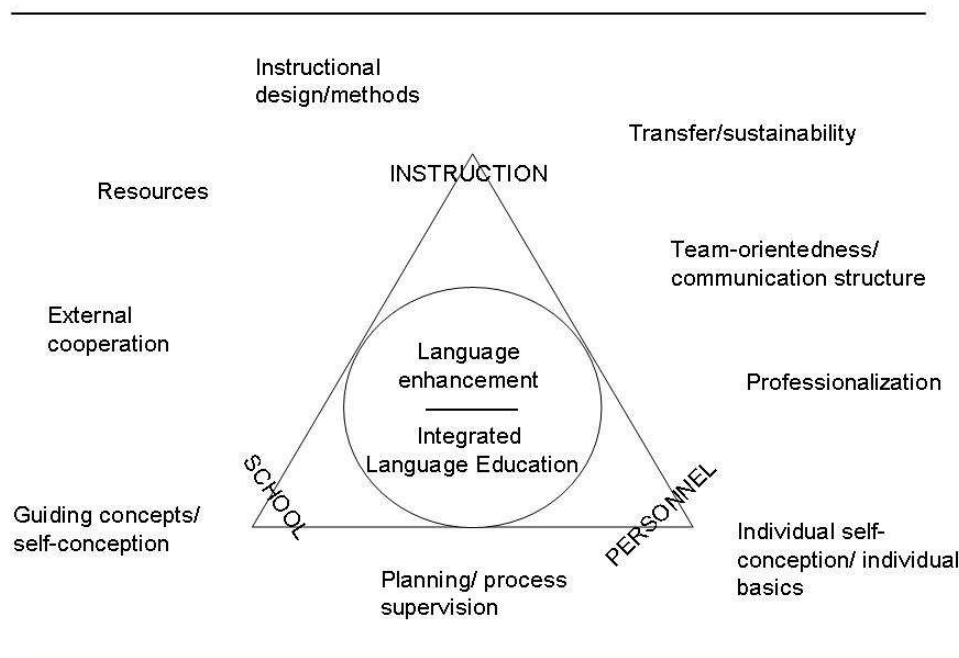 Instructional
design/methods
Transfer/sustainability
INSTRUCTION
Resources
Team-orientedness/
communication structure
External
cooperation
Language
enhancement
Professionalization
Integrated
Language Education
SCHOOL
PERSONNEL
Guiding concepts/
self-conception
Individual self-
conception/ individual
basics
Planning/ process
supervision